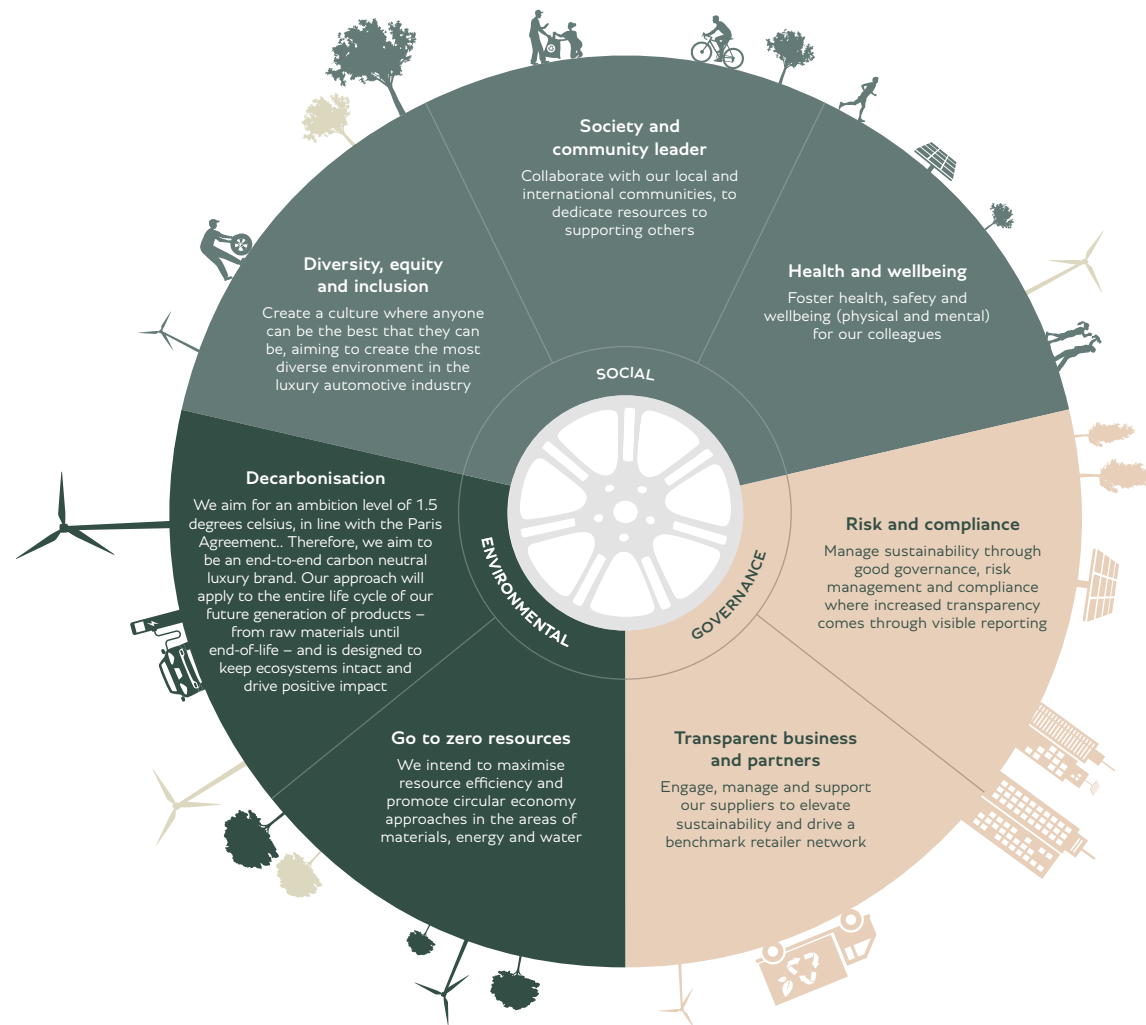 Society and
community leader
Collaborate with our local and
international communities, to
dedicate resources to
supporting others
Health and wellbeing
Foster health, safety and
wellbeing (physical and mental)
for our colleagues
Diversity, equity
and inclusion
Create a culture where anyone
can be the best that they can
be, aiming to create the most
diverse environment in the
luxury automotive industry
SOCIAL
Decarbonisation
We aim for an ambition level of 1.5
degrees celsius, in line with the Paris
Agreement.. Therefore, we aim to
be an end-to-end carbon neutral
luxury brand. Our approach will
apply to the entire life cycle of our
future generation of products –
from raw materials until
end-of-life – and is designed to
keep ecosystems intact and
drive positive impact
ENVIRONMENTAL
GOVERNANCE
Risk and compliance
Manage sustainability through
good governance, risk
management and compliance
where increased transparency
comes through visible reporting
Go to zero resources
We intend to maximise
resource efficiency and
promote circular economy
approaches in the areas of
materials, energy and water
Transparent business
and partners
Engage, manage and support
our suppliers to elevate
sustainability and drive a
benchmark retailer network